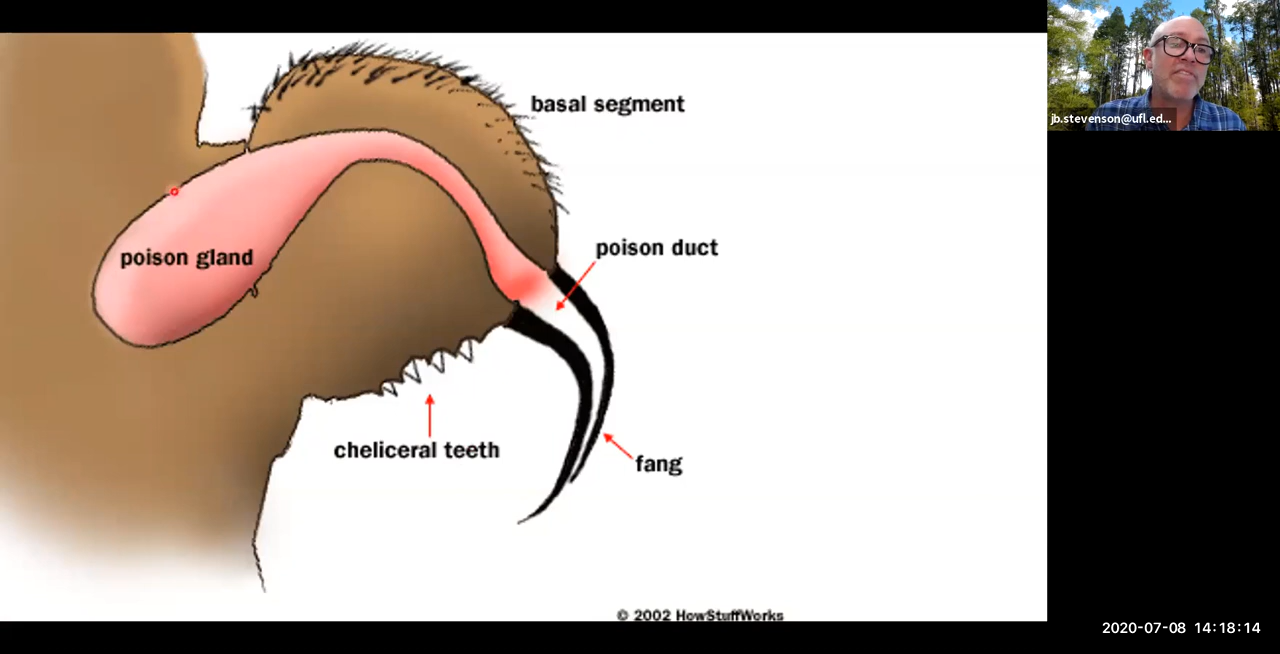 jb.stevenson@ufl.ed...
basal segment
poison duct
poison gland
cheliceral teeth
fang
© 2002 HowStuffWorks
2020-07-08 14:18:14